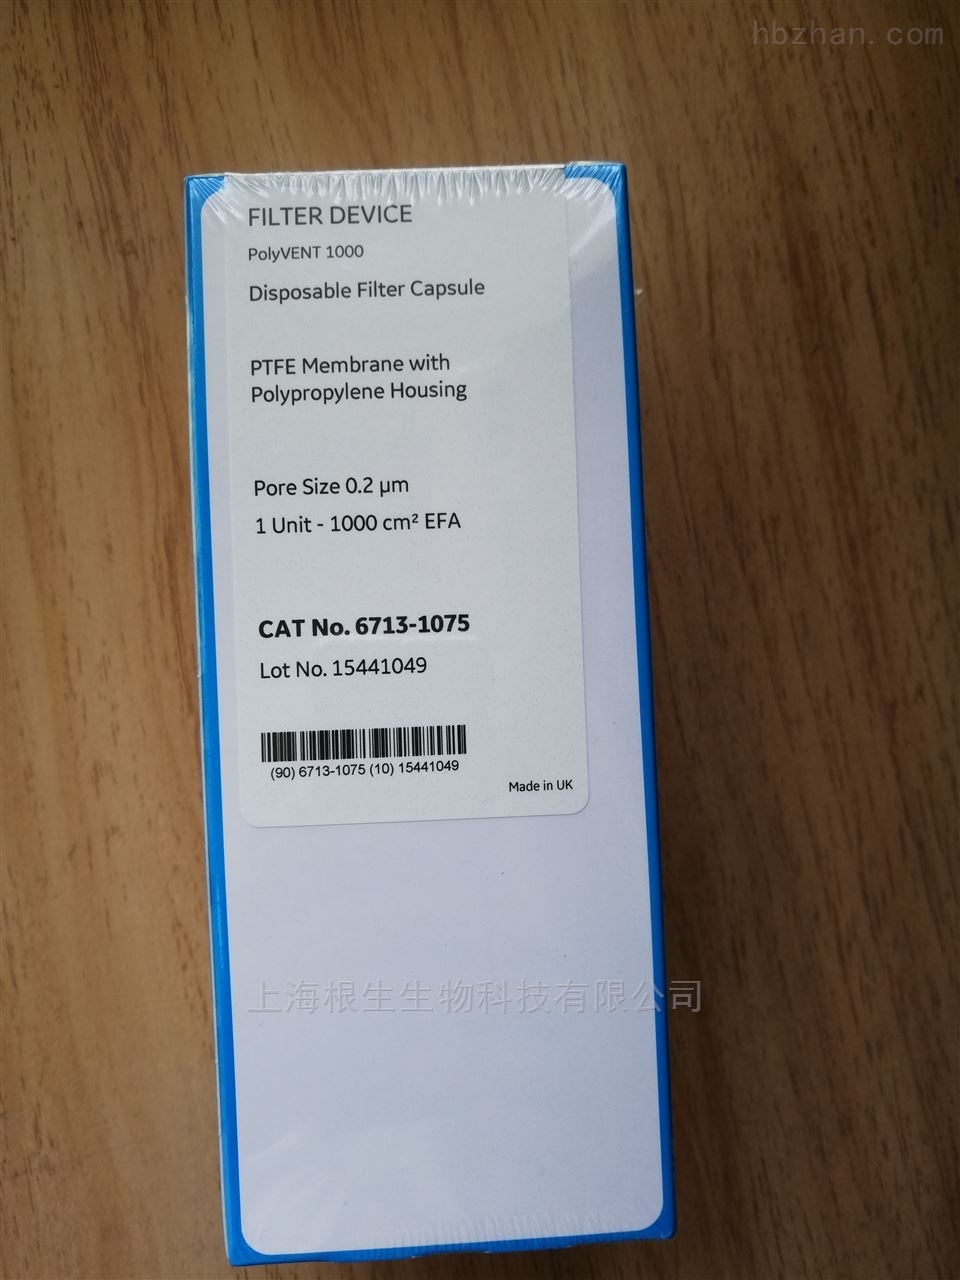 hbzhan.com
FILTER DEVICE
PolyVENT 1000
Disposable Filter Capsule
PTFE Membrane with
Polypropylene Housing
Pore Size 0.2 µm
1 Unit - 1000 cm² EFA
CAT No. 6713-1075
Lot No. 15441049
(90) 6713-1075 (10) 15441049
Made in UK
上海根生生物科技有限公司